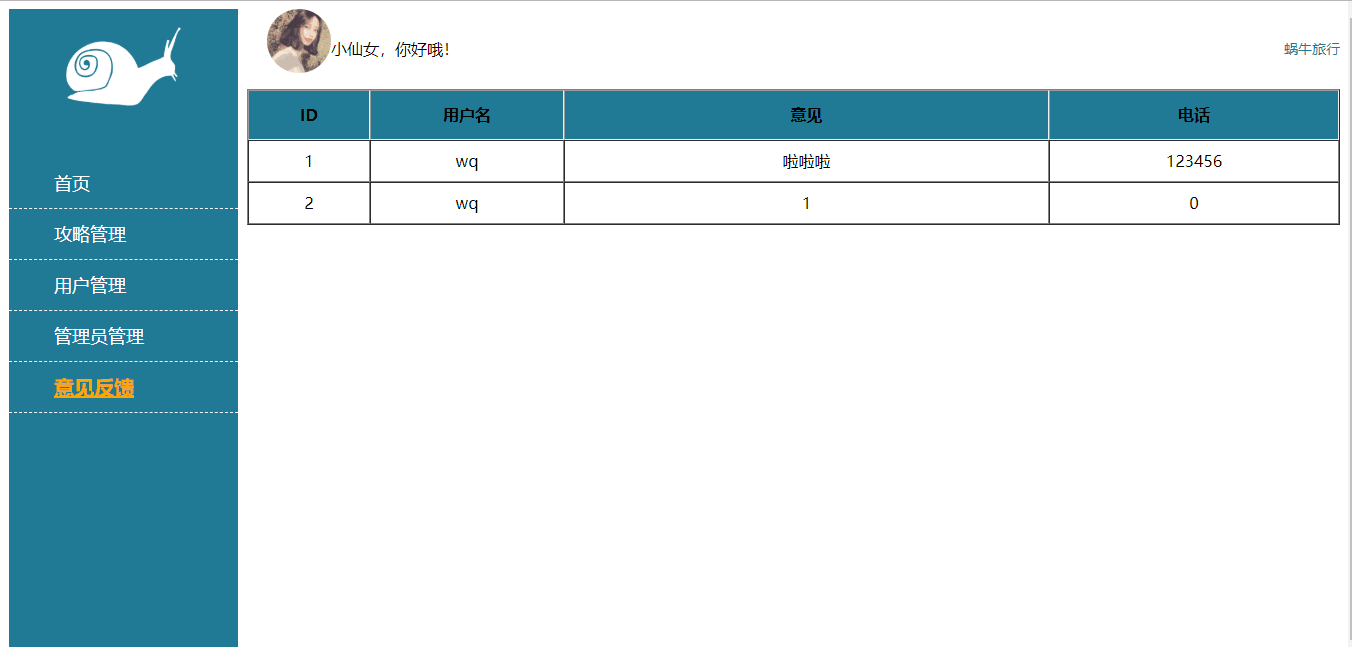 小仙女，你好哦！
蜗牛旅行
首页
攻略管理
用户管理
管理员管理
意见反馈
ID 用户名 意见 电话
1 wq 啦啦啦 123456
2 wq 1 0